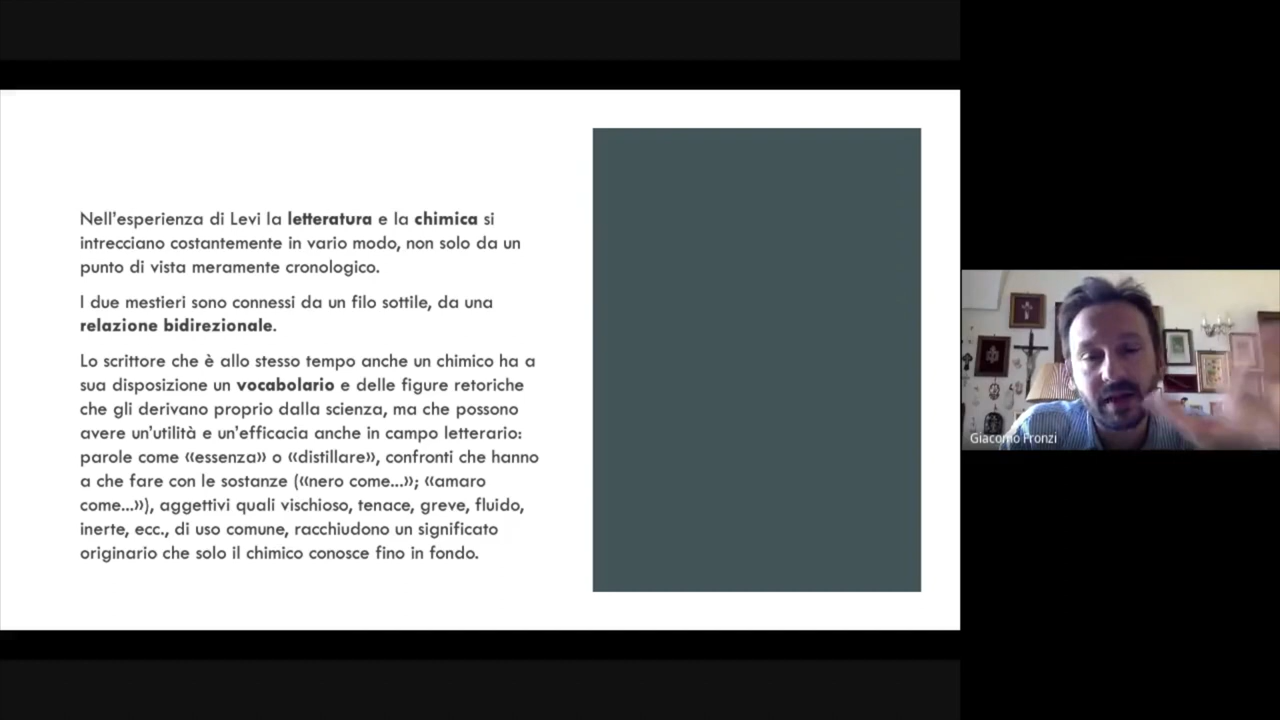 Nell'esperienza di Levi la letteratura e la chimica si
intrecciano costantemente in vario modo, non solo da un
punto di vista meramente cronologico.
I due mestieri sono connessi da un filo sottile, da una
relazione bidirezionale.
Lo scrittore che è allo stesso tempo anche un chimico ha a
sua disposizione un vocabolario e delle figure retoriche
che gli derivano proprio dalla scienza, ma che possono
avere un'utilità e un'efficacia anche in campo letterario:
parole come «essenza» o «distillare», confronti che hanno
a che fare con le sostanze («nero come...»; «amaro
come...»), aggettivi quali vischioso, tenace, greve, fluido,
inerte, ecc., di uso comune, racchiudono un significato
originario che solo il chimico conosce fino in fondo.
Giacomo Fronzi